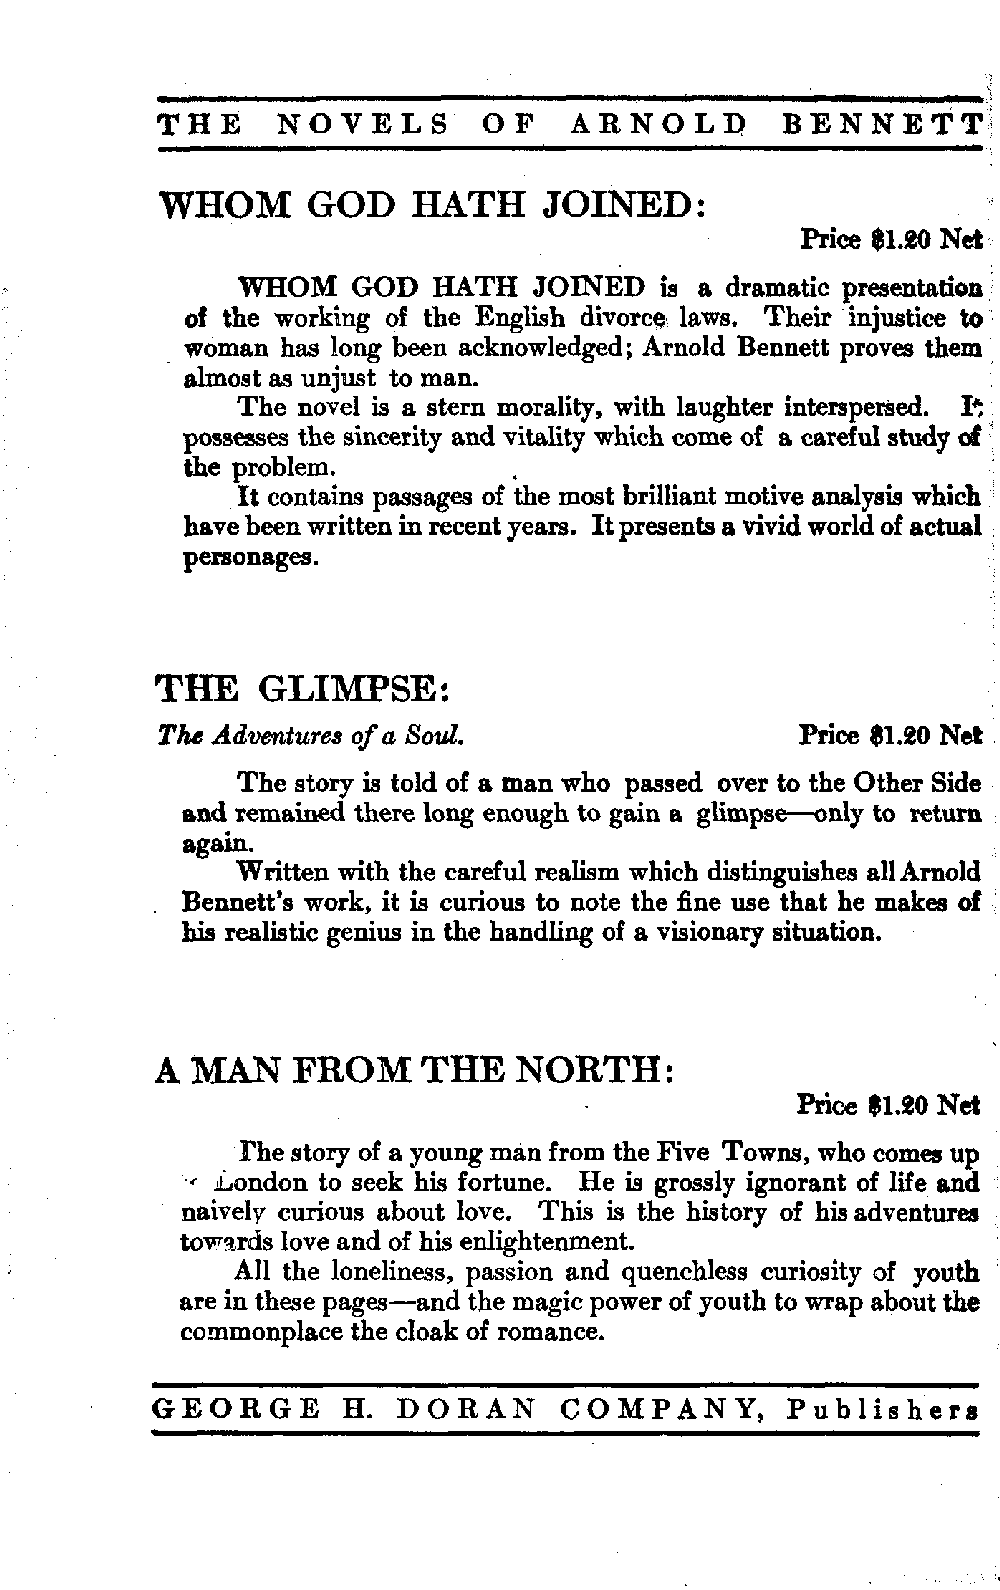 THE NOVELS OF ARNOLD BENNETT
WHOM GOD HATH JOINED:
Price $1.20 Net
WHOM GOD HATH JOINED is a dramatic presentation
of the working of the English divorce laws. Their injustice to
woman has long been acknowledged; Arnold Bennett proves them
almost as unjust to man.
The novel is a stern morality, with laughter interspersed. It
possesses the sincerity and vitality which come of a careful study of
the problem.
It contains passages of the most brilliant motive analysis which
have been written in recent years. It presents a vivid world of actual
personages.
THE GLIMPSE:
The Adventures of a Soul. Price $1.20 Net
The story is told of a man who passed over to the Other Side
and remained there long enough to gain a glimpse—only to return
again.
Written with the careful realism which distinguishes all Arnold
Bennett's work, it is curious to note the fine use that he makes of
his realistic genius in the handling of a visionary situation.
A MAN FROM THE NORTH:
Price $1.20 Net
The story of a young man from the Five Towns, who comes up
London to seek his fortune. He is grossly ignorant of life and
naively curious about love. This is the history of his adventures
towards love and of his enlightenment.
All the loneliness, passion and quenchless curiosity of youth
are in these pages—and the magic power of youth to wrap about the
commonplace the cloak of romance.
GEORGE H. DORAN COMPANY, Publishers